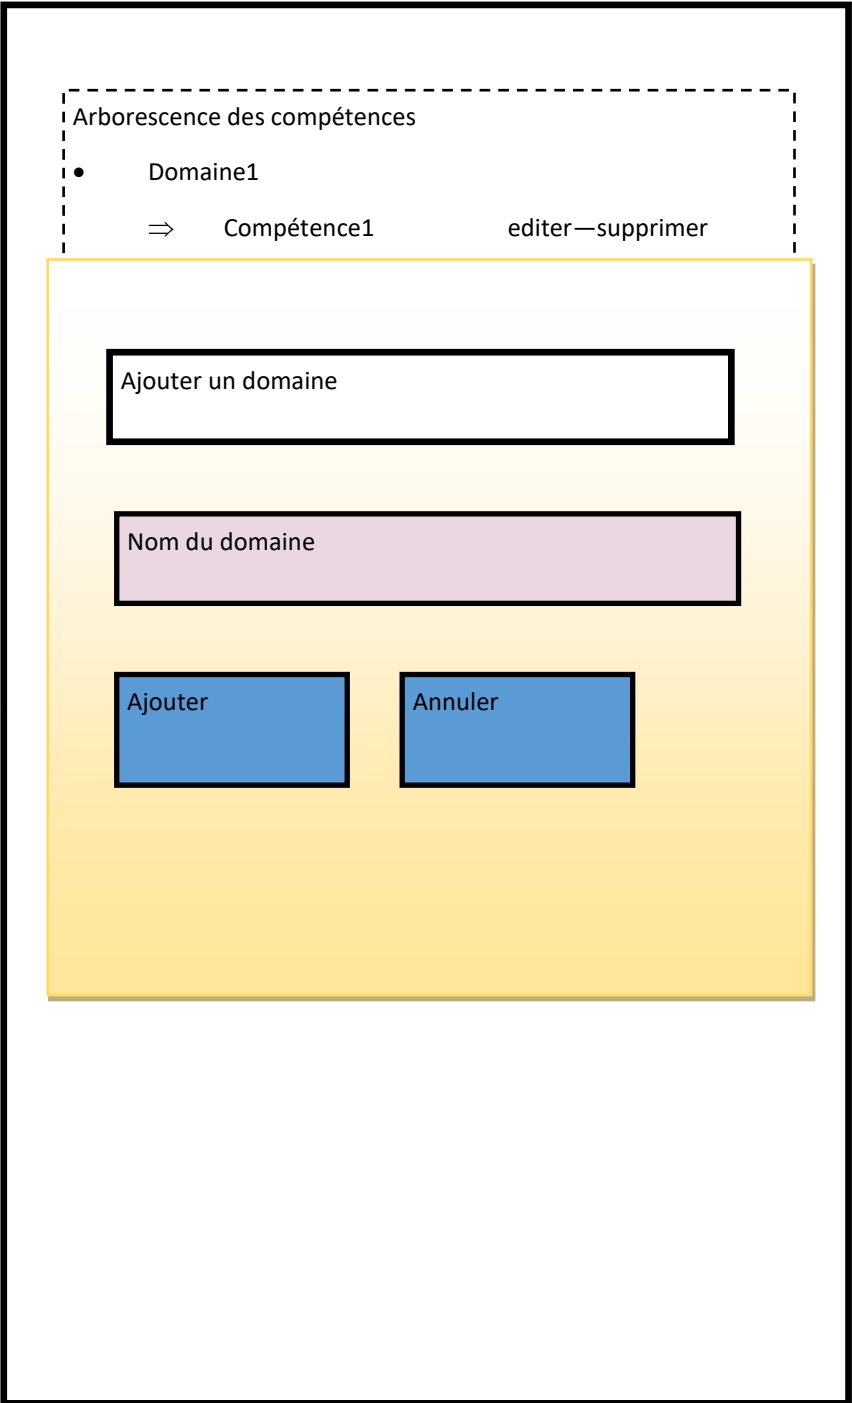 Arborescence des compétences
• Domaine1
⇒ Compétence1 editer—supprimer
Ajouter un domaine
Nom du domaine
Ajouter Annuler